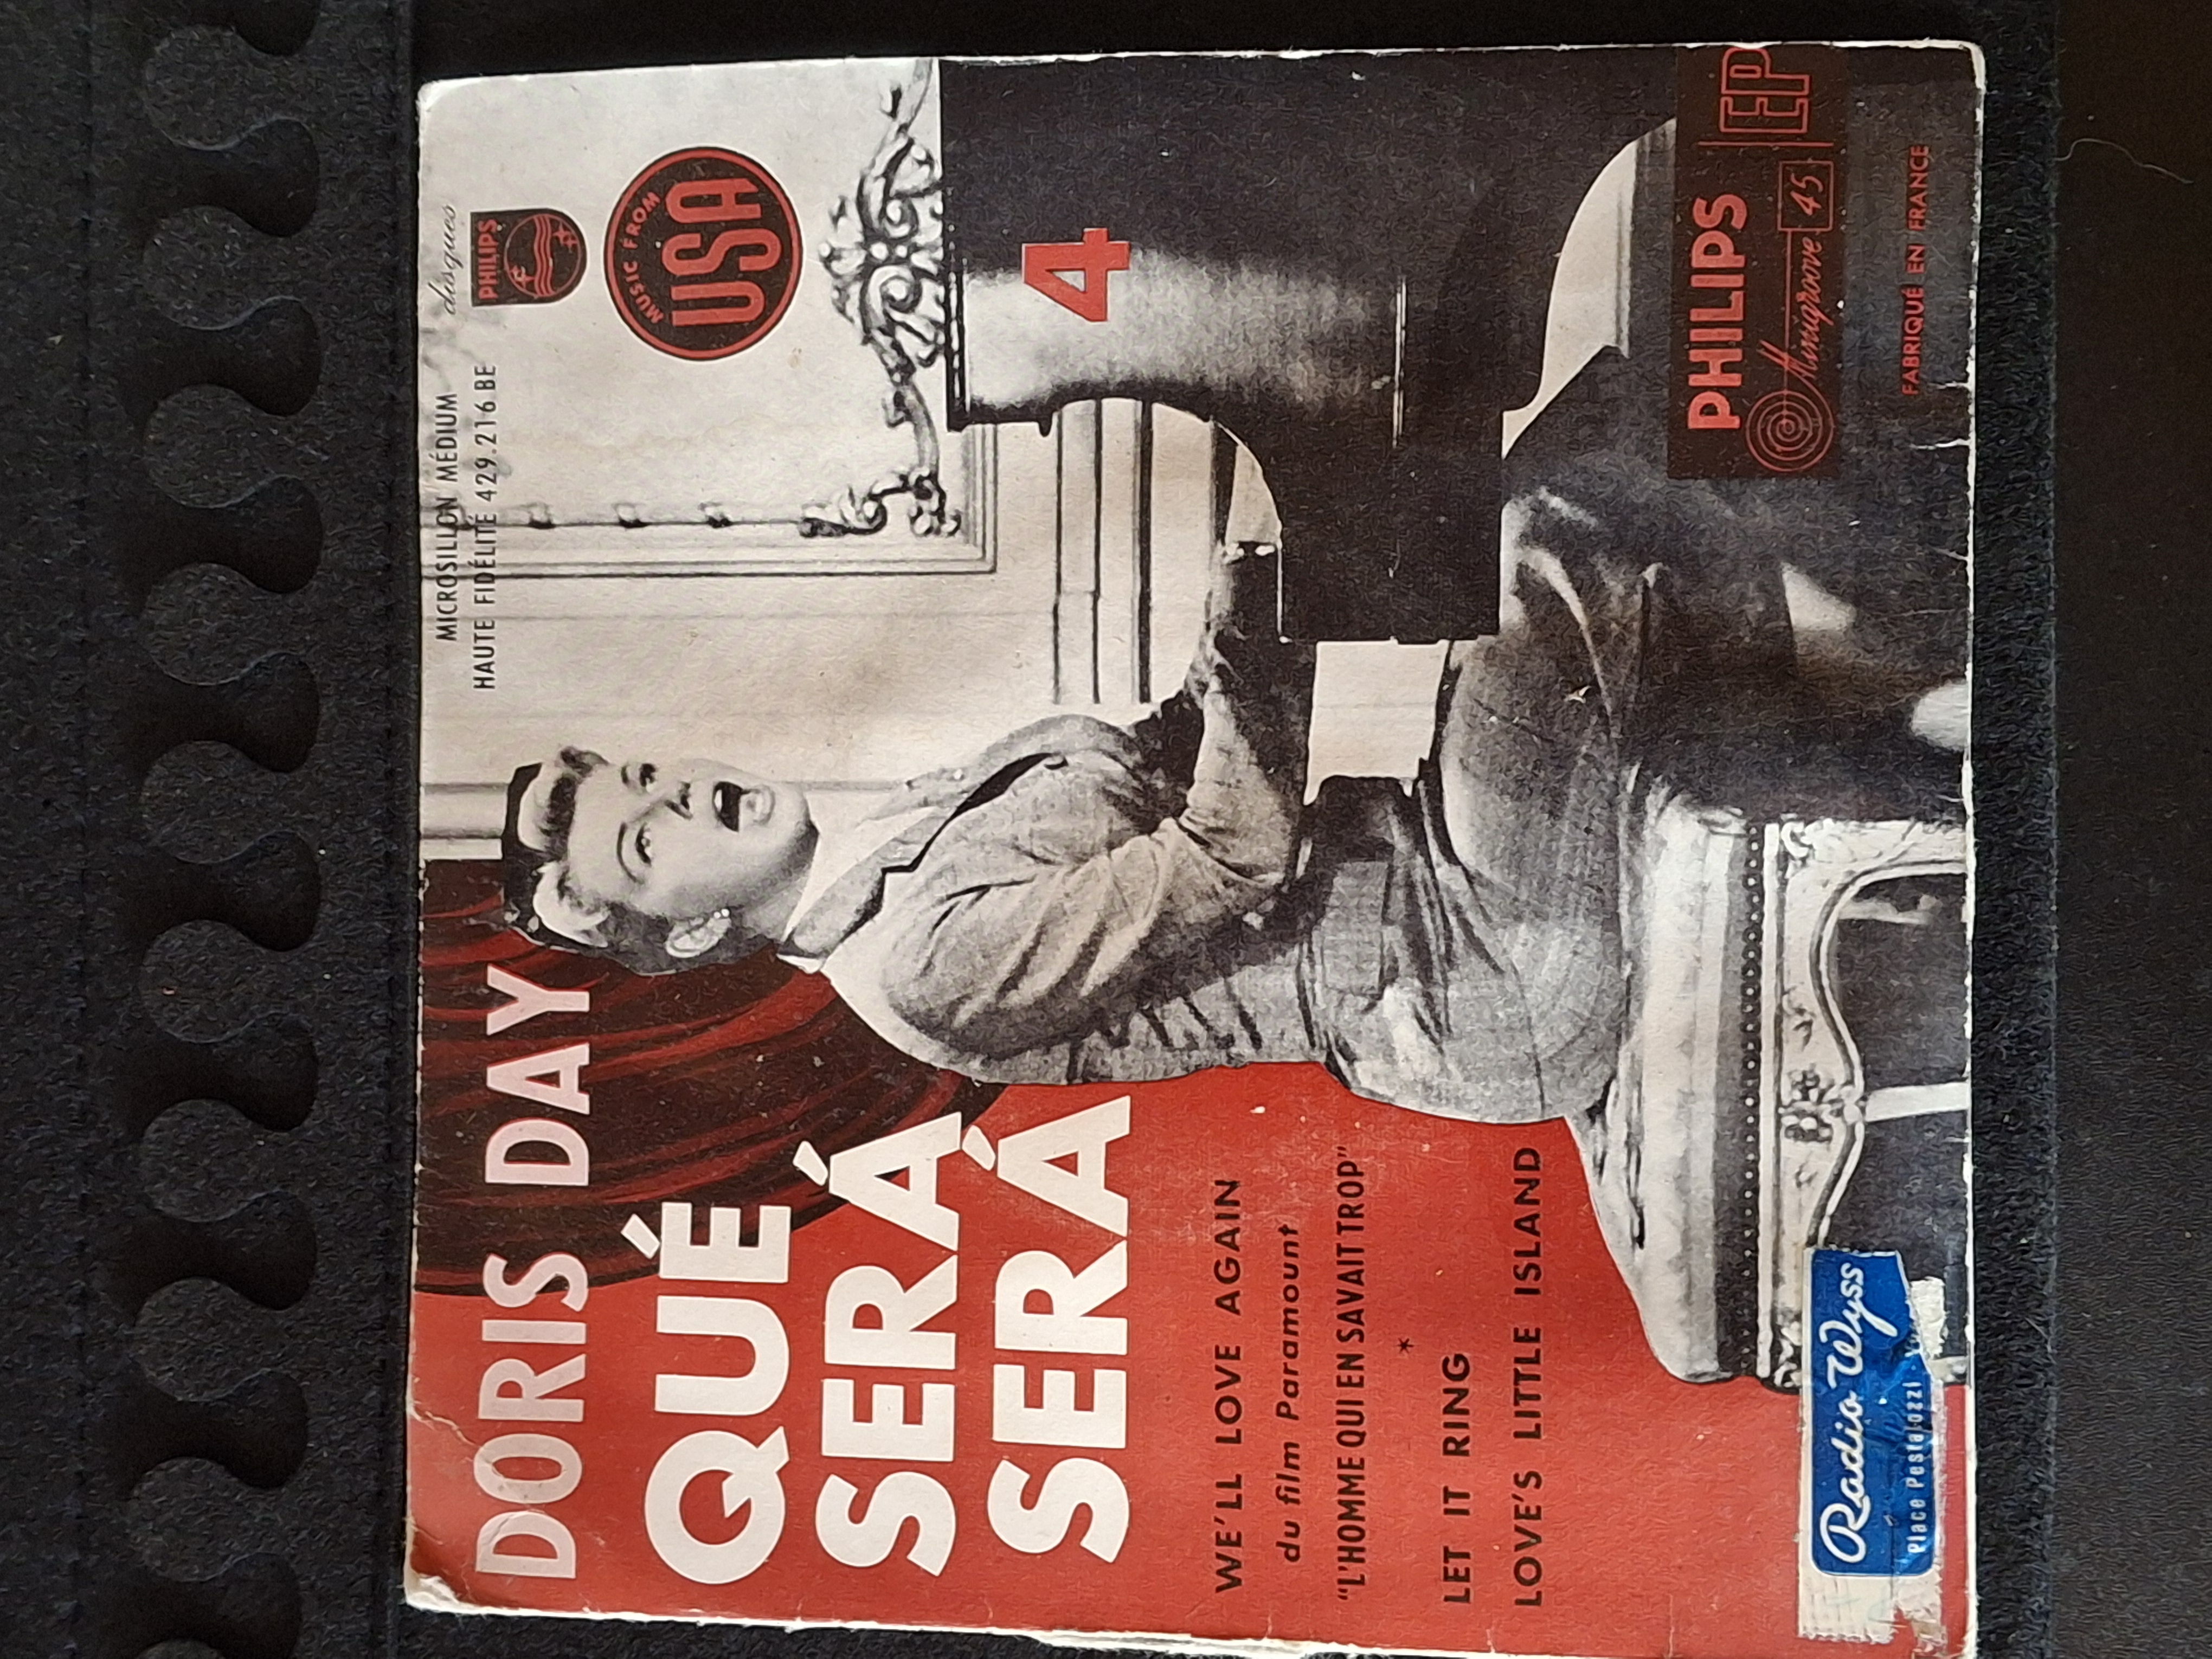 MICROSILLON MÉDIUM
HAUTE FIDÉLITÉ 429.216 BE
disques
PHILIPS
MUSIC FROM
USA
DORIS DAY
QUÉ
SERÀ
SERÀ
4
WE'LL LOVE AGAIN
du film Paramount
"L'HOMME QUI EN SAVAIT TROP"
*
LET IT RING
LOVE'S LITTLE ISLAND
PHILIPS
Minigroove 45
EP
FABRIQUÉ EN FRANCE
Radio Wyss
Place Pestalozzi